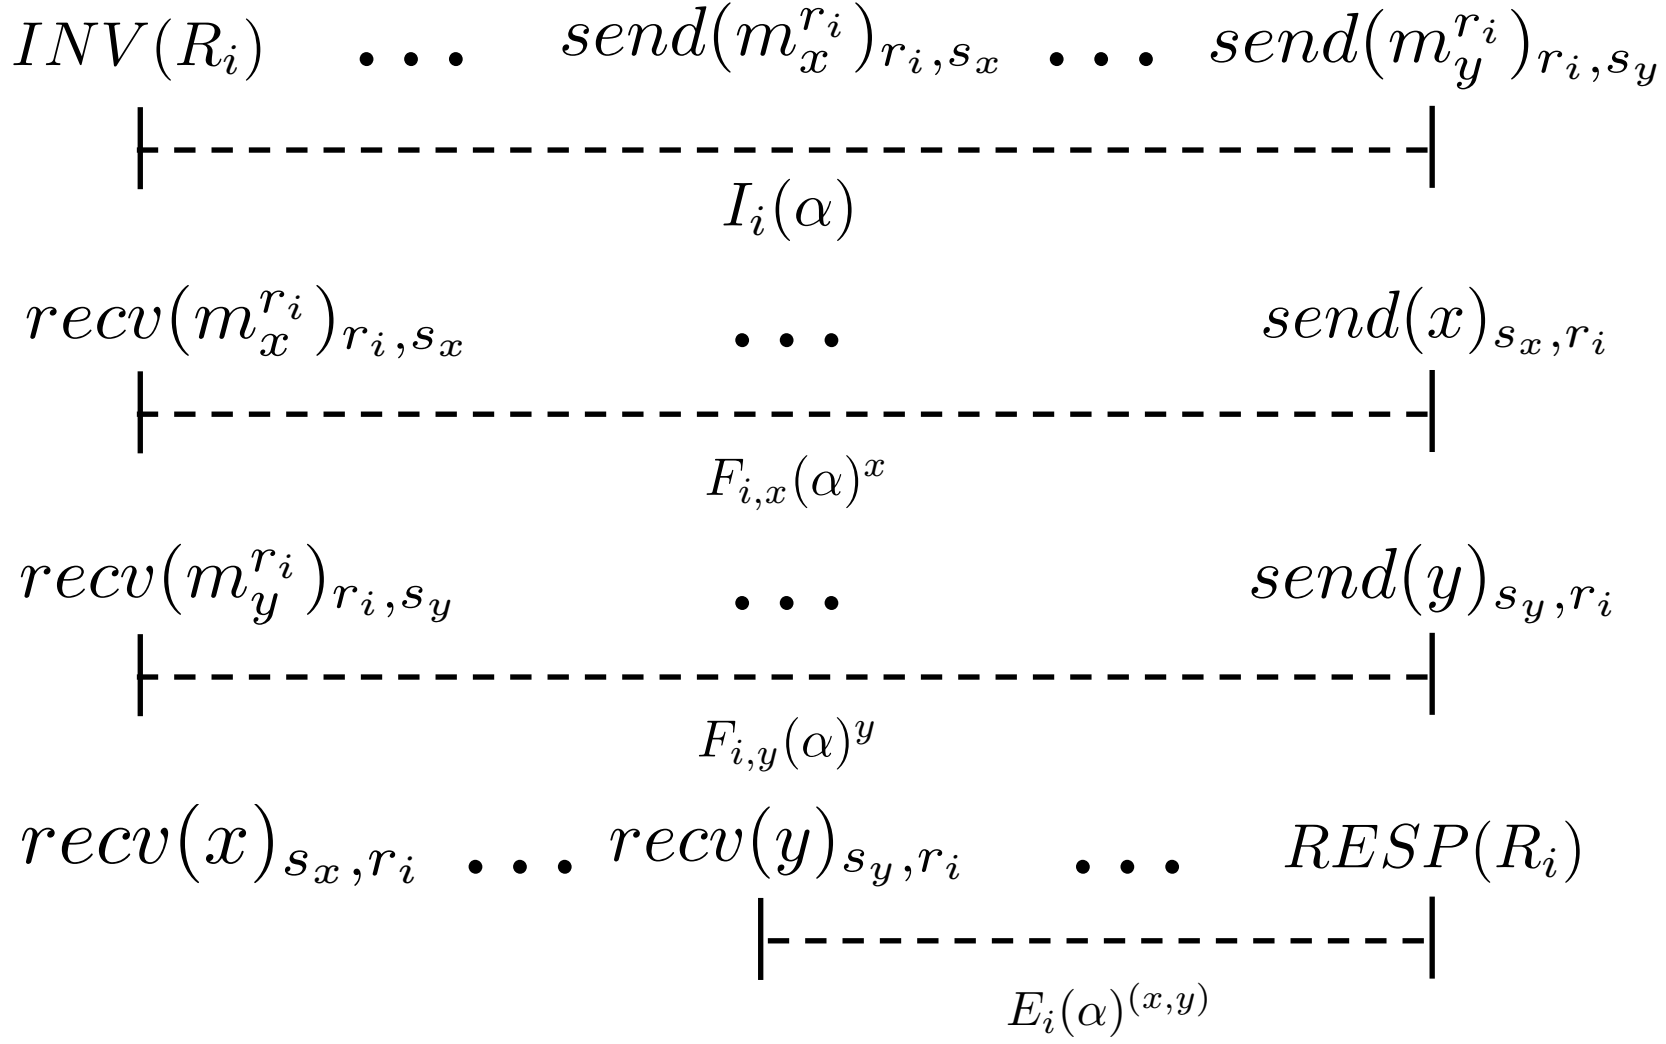 INV(R_i) ... send(m_x^{r_i})_{r_i,s_x} ... send(m_y^{r_i})_{r_i,s_y}
I_i(α)
recv(m_x^{r_i})_{r_i,s_x} ... send(x)_{s_x,r_i}
F_{i,x}(α)^x
recv(m_y^{r_i})_{r_i,s_y} ... send(y)_{s_y,r_i}
F_{i,y}(α)^y
recv(x)_{s_x,r_i} ... recv(y)_{s_y,r_i} ... RESP(R_i)
E_i(α)^{(x,y)}